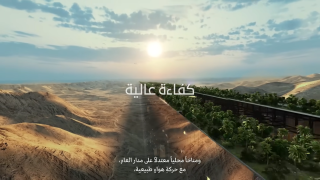 كفاءة عالية
ومناخاً محلياً معتدلاً على مدار العام،
مع حركة هواء طبيعية،